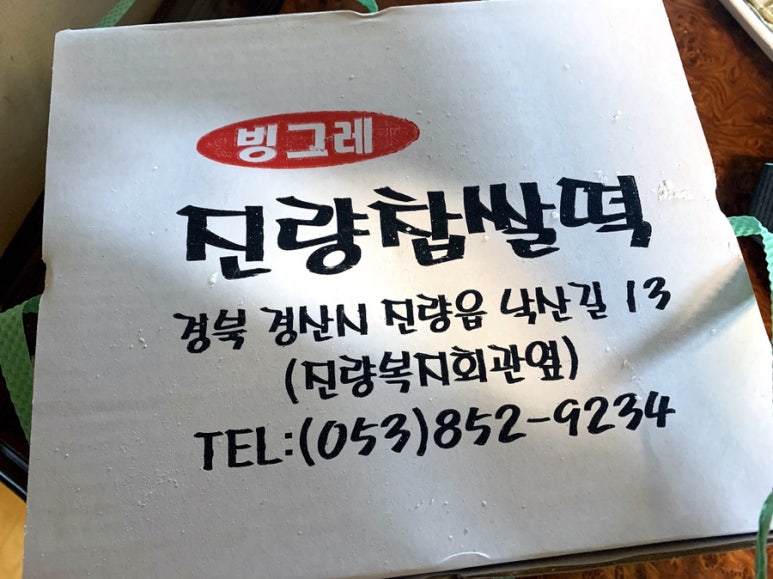 빙그레
진량찹쌀떡
경북 경산시 진량읍 낙산길 13
(진량복지회관옆)
TEL:(053)852-9234